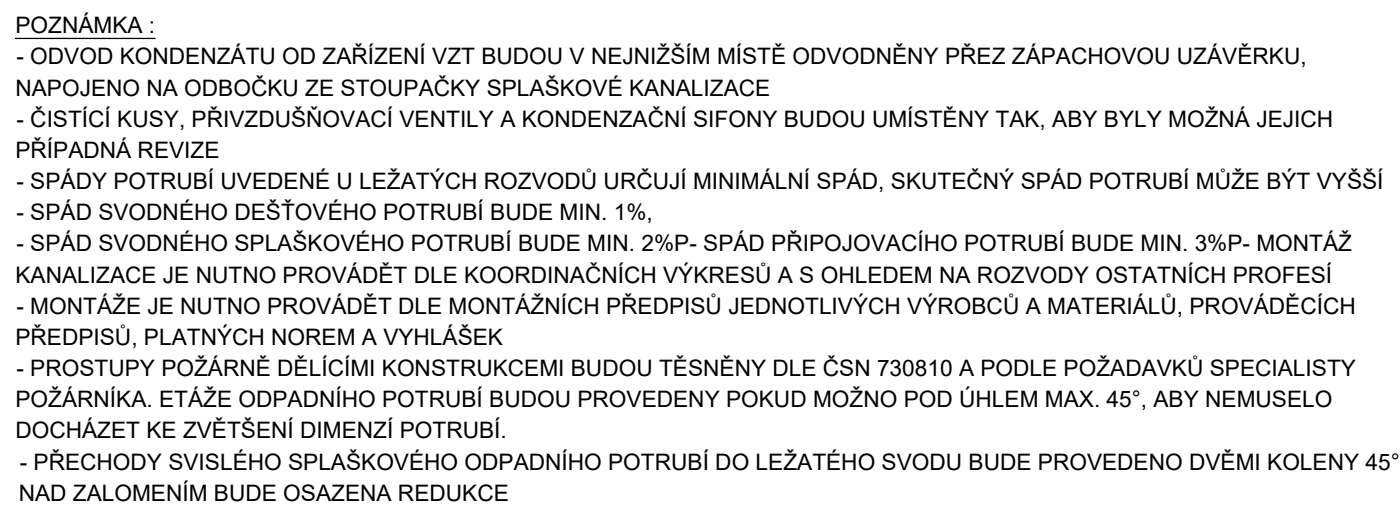 POZNÁMKA :
- ODVOD KONDENZÁTU OD ZAŘÍZENÍ VZT BUDOU V NEJNIŽŠÍM MÍSTĚ ODVODNĚNY PŘEZ ZÁPACHOVOU UZÁVĚRKU,
NAPOJENO NA ODBOČKU ZE STOUPAČKY SPLAŠKOVÉ KANALIZACE
- ČISTÍCÍ KUSY, PŘIVZDUŠŇOVACÍ VENTILY A KONDENZAČNÍ SIFONY BUDOU UMÍSTĚNY TAK, ABY BYLY MOŽNÁ JEJICH
PŘÍPADNÁ REVIZE
- SPÁDY POTRUBÍ UVEDENÉ U LEŽATÝCH ROZVODŮ URČUJÍ MINIMÁLNÍ SPÁD, SKUTEČNÝ SPÁD POTRUBÍ MŮŽE BÝT VYŠŠÍ
- SPÁD SVODNÉHO DEŠŤOVÉHO POTRUBÍ BUDE MIN. 1%,
- SPÁD SVODNÉHO SPLAŠKOVÉHO POTRUBÍ BUDE MIN. 2%P- SPÁD PŘIPOJOVACÍHO POTRUBÍ BUDE MIN. 3%P- MONTÁŽ
KANALIZACE JE NUTNO PROVÁDĚT DLE KOORDINAČNÍCH VÝKRESŮ A S OHLEDEM NA ROZVODY OSTATNÍCH PROFESÍ
- MONTÁŽE JE NUTNO PROVÁDĚT DLE MONTÁŽNÍCH PŘEDPISŮ JEDNOTLIVÝCH VÝROBCŮ A MATERIÁLŮ, PROVÁDĚCÍCH
PŘEDPISŮ, PLATNÝCH NOREM A VYHLÁŠEK
- PROSTUPY POŽÁRNĚ DĚLÍCÍMI KONSTRUKCEMI BUDOU TĚSNĚNY DLE ČSN 730810 A PODLE POŽADAVKŮ SPECIALISTY
POŽÁRNÍKA. ETÁŽE ODPADNÍHO POTRUBÍ BUDOU PROVEDENY POKUD MOŽNO POD ÚHLEM MAX. 45°, ABY NEMUSELO
DOCHÁZET KE ZVĚTŠENÍ DIMENZÍ POTRUBÍ.
- PŘECHODY SVISLÉHO SPLAŠKOVÉHO ODPADNÍHO POTRUBÍ DO LEŽATÉHO SVODU BUDE PROVEDENO DVĚMI KOLENY 45°
NAD ZALOMENÍM BUDE OSAZENA REDUKCE